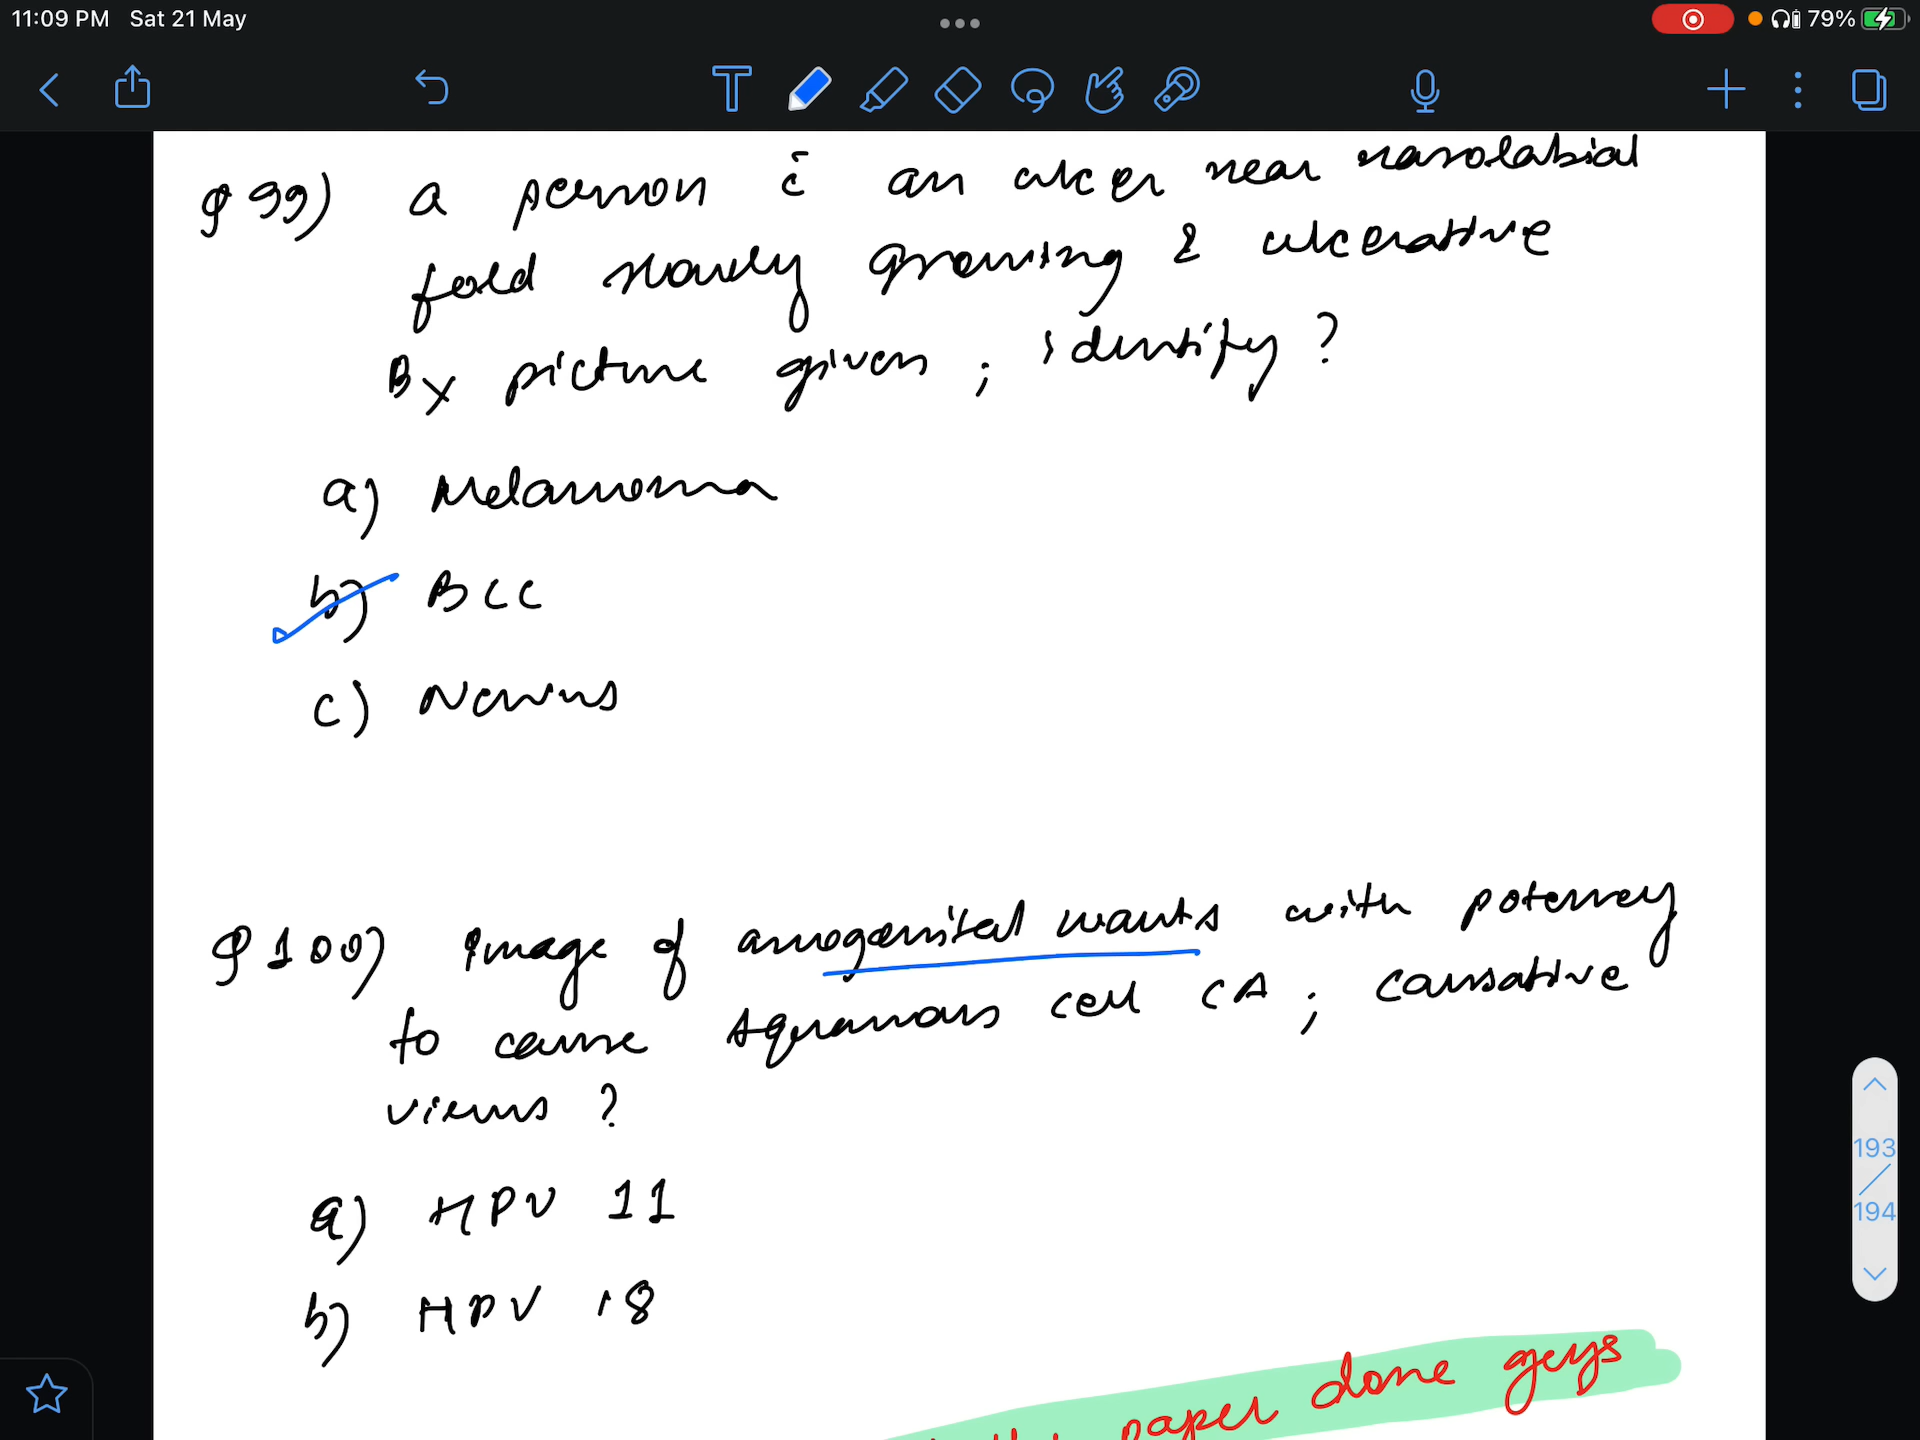 11:09 PM Sat 21 May
79%
Q 99) a person c̄ an ulcer near nasolabial
fold slowly growing & ulcerative
Bx picture given ; identify ?
a) Melanoma
b) BCC
c) Nevus
Q 100) Image of anogenital warts with potency
to cause squamous cell CA ; causative
virus ?
a) HPV 11
b) HPV 18
193
194
paper done guys